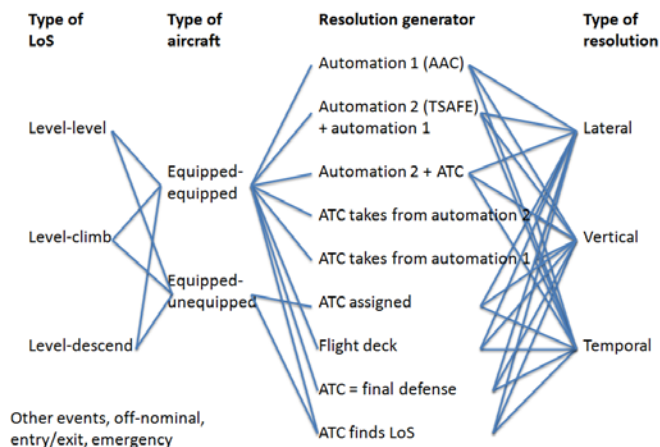 Type of LoS
Type of aircraft
Resolution generator
Type of resolution
Level-level
Level-climb
Level-descend
Equipped-
equipped
Equipped-
unequipped
Automation 1 (AAC)
Automation 2 (TSAFE)
+ automation 1
Automation 2 + ATC
ATC takes from automation 2
ATC takes from automation 1
ATC assigned
Flight deck
ATC = final defense
ATC finds LoS
Lateral
Vertical
Temporal
Other events, off-nominal,
entry/exit, emergency